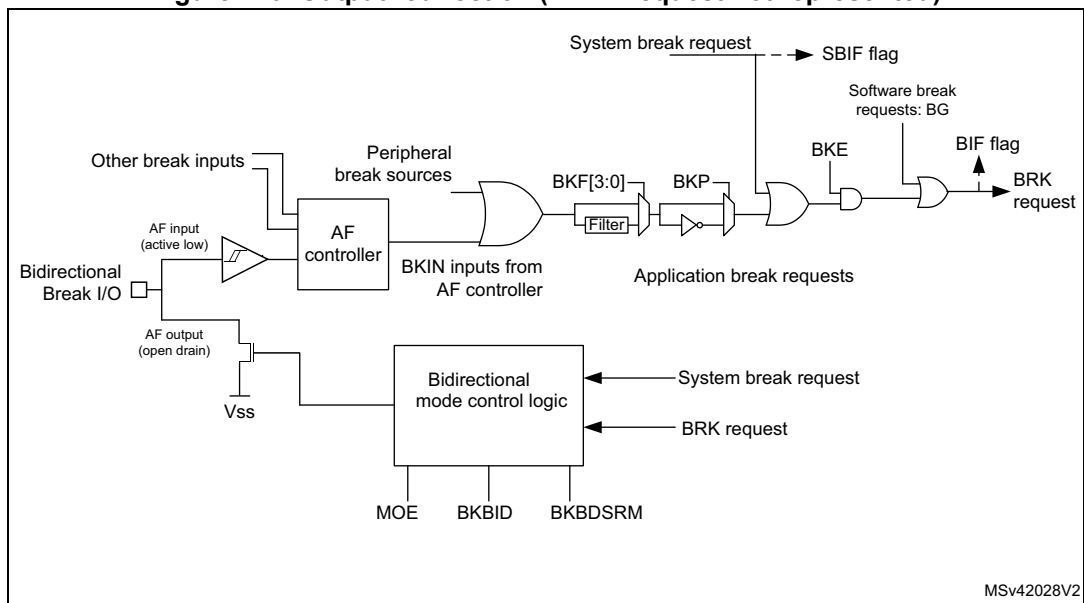 System break request
SBIF flag
Software break
requests: BG
BIF flag
BRK
request
Other break inputs
Peripheral
break sources
BKF[3:0]
BKP
BKE
Filter
AF
controller
AF input
(active low)
BKIN inputs from
AF controller
Application break requests
Bidirectional
Break I/O
AF output
(open drain)
Vss
Bidirectional
mode control logic
System break request
BRK request
MOE
BKBID
BKBDSRM
MSv42028V2